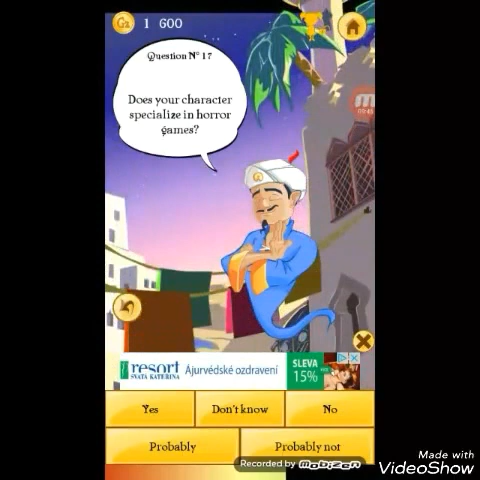 1 600
Question N° 17
Does your character
specialize in horror
games?
resort
SVATÁ KATEŘINA
Ájurvédské ozdravení
SLEVA
15%
Yes
Don't know
No
Probably
Probably not
Recorded by Mobizen
Made with
VideoShow